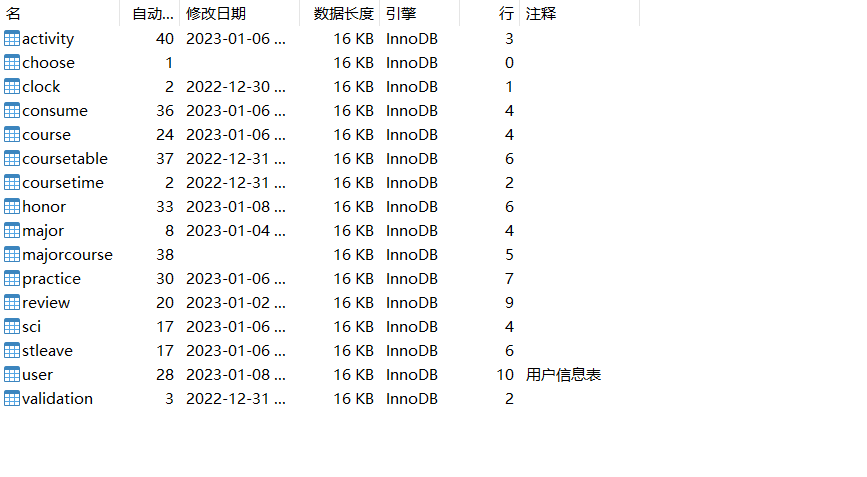 名 自动... 修改日期 数据长度 引擎 行 注释
activity 40 2023-01-06 ... 16 KB InnoDB 3
choose 1 16 KB InnoDB 0
clock 2 2022-12-30 ... 16 KB InnoDB 1
consume 36 2023-01-06 ... 16 KB InnoDB 4
course 24 2023-01-06 ... 16 KB InnoDB 4
coursetable 37 2022-12-31 ... 16 KB InnoDB 6
coursetime 2 2022-12-31 ... 16 KB InnoDB 2
honor 33 2023-01-08 ... 16 KB InnoDB 6
major 8 2023-01-04 ... 16 KB InnoDB 4
majorcourse 38 16 KB InnoDB 5
practice 30 2023-01-06 ... 16 KB InnoDB 7
review 20 2023-01-02 ... 16 KB InnoDB 9
sci 17 2023-01-06 ... 16 KB InnoDB 4
stleave 17 2023-01-06 ... 16 KB InnoDB 6
user 28 2023-01-08 ... 16 KB InnoDB 10 用户信息表
validation 3 2022-12-31 ... 16 KB InnoDB 2